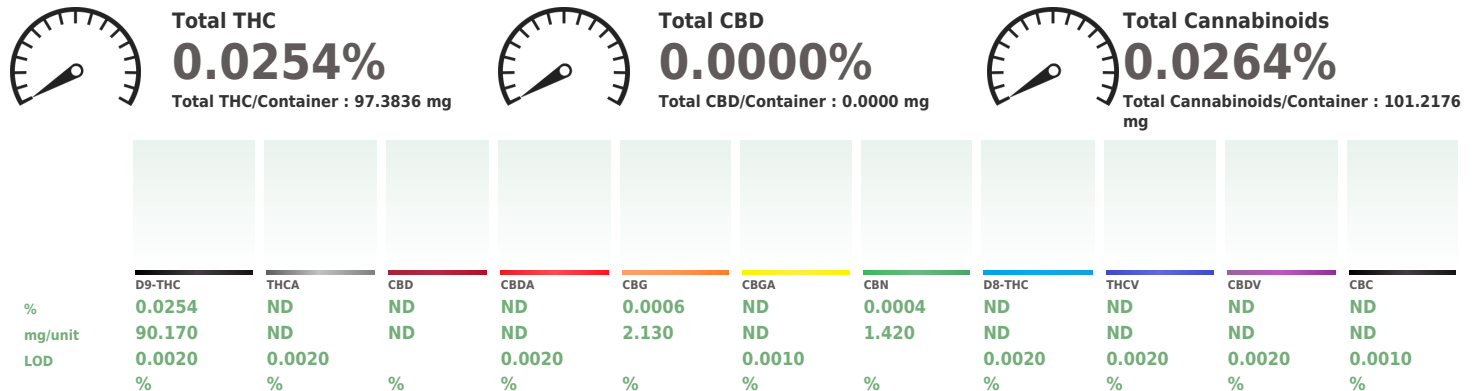 Total THC
0.0254%
Total THC/Container : 97.3836 mg
Total CBD
0.0000%
Total CBD/Container : 0.0000 mg
Total Cannabinoids
0.0264%
Total Cannabinoids/Container : 101.2176
mg
D9-THC THCA CBD CBDA CBG CBGA CBN D8-THC THCV CBDV CBC
% 0.0254 ND ND ND 0.0006 ND 0.0004 ND ND ND ND
mg/unit 90.170 ND ND ND 2.130 ND 1.420 ND ND ND ND
LOD 0.0020 0.0020 0.0020 0.0010 0.0020 0.0020 0.0020 0.0010
% % % % % % % % % % %